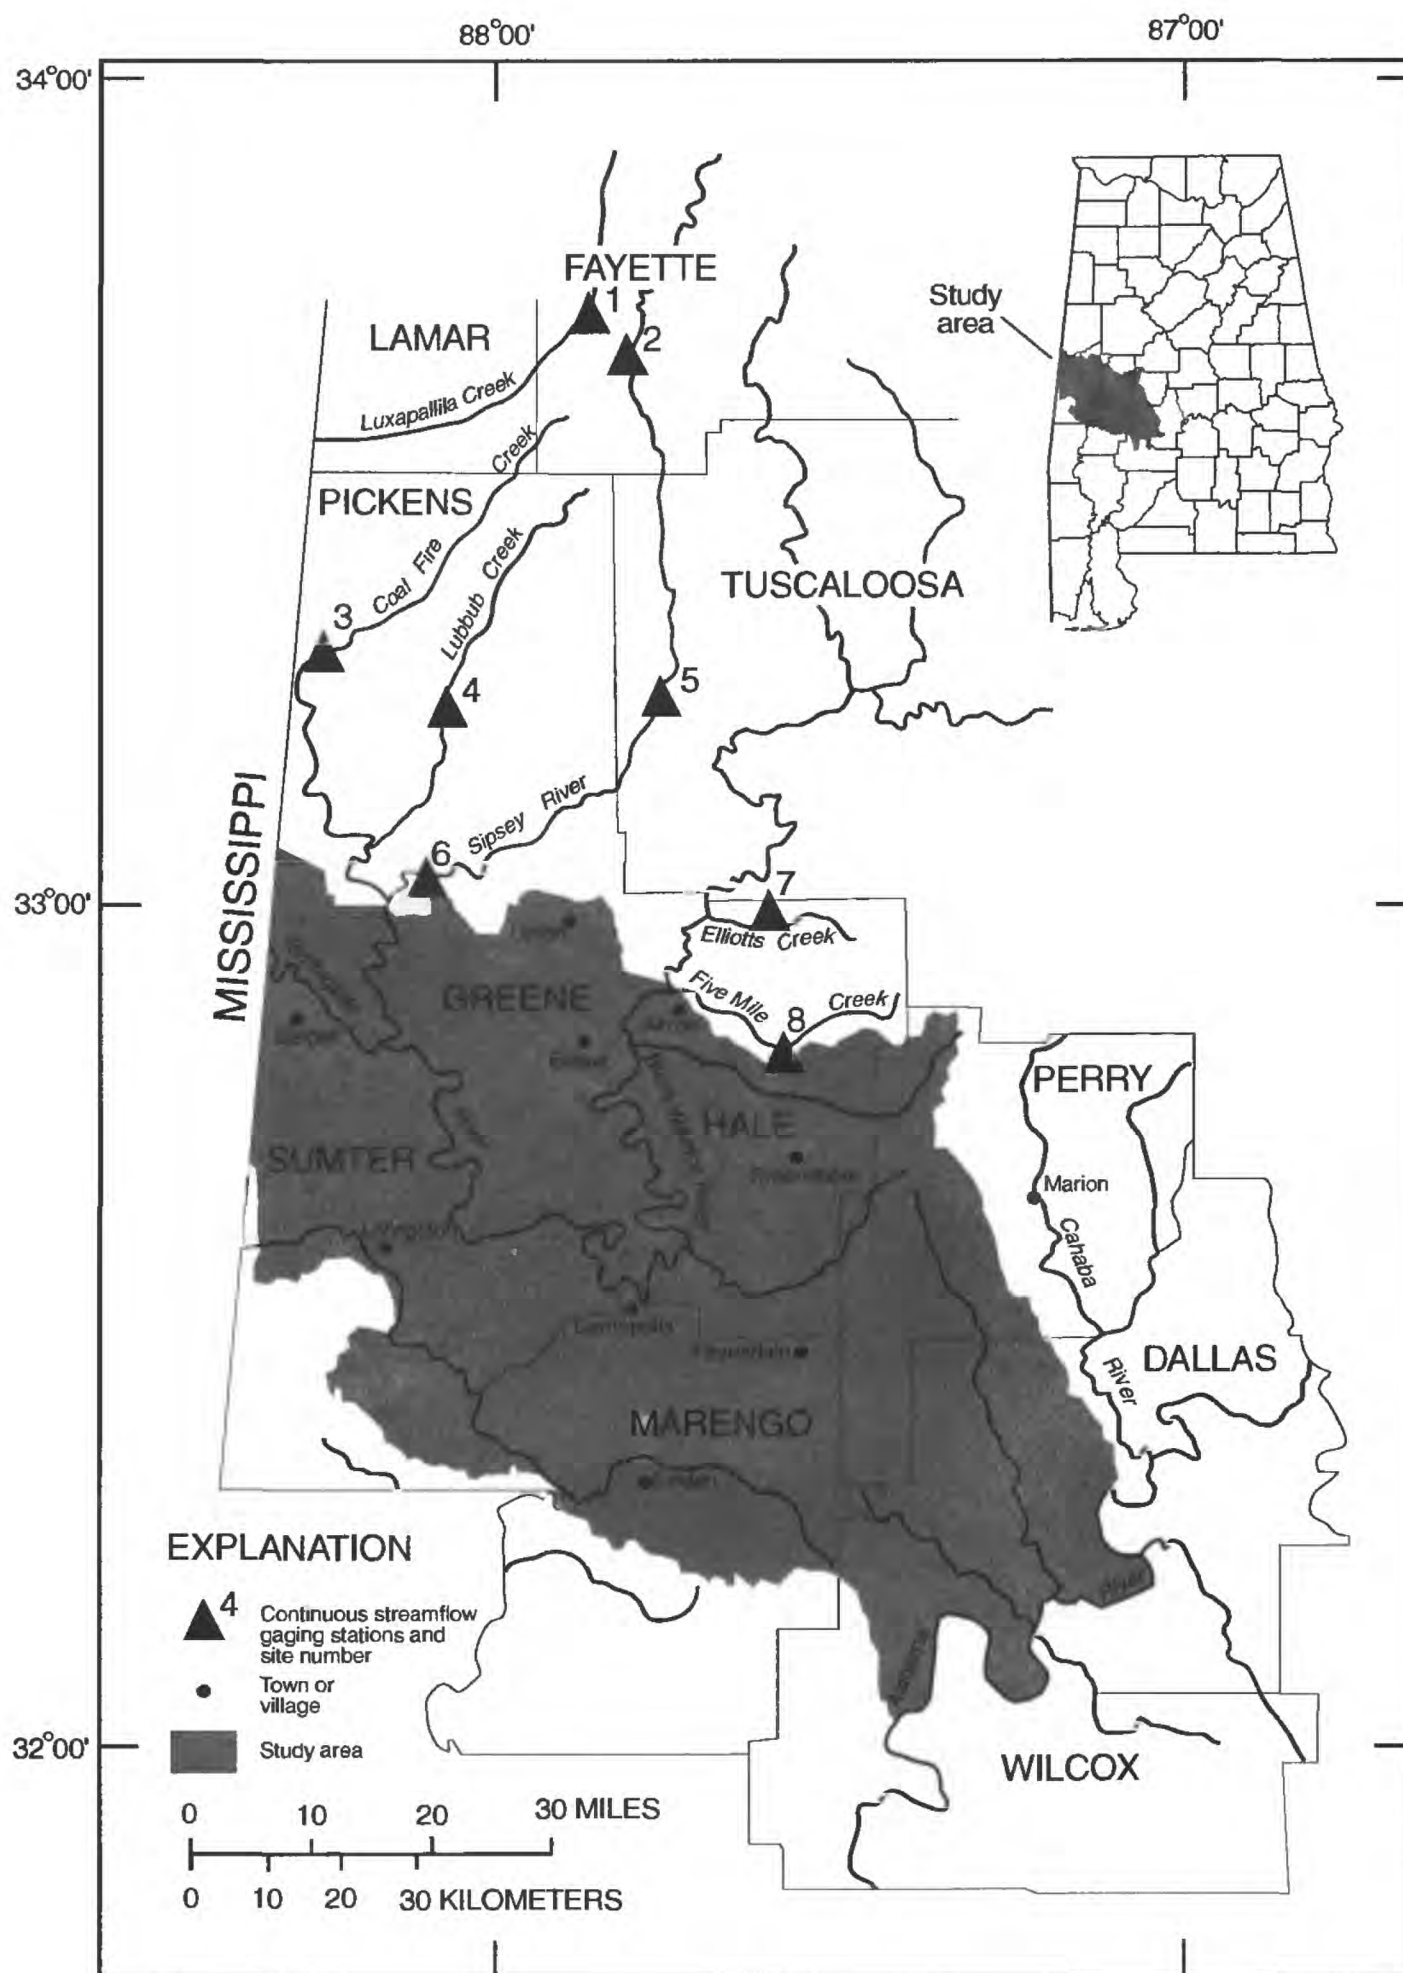 88°00'
87°00'
34°00'
FAYETTE
1
LAMAR
2
Study
area
Luxapallila Creek
Creek
PICKENS
Coal Fire
Lubbub Creek
TUSCALOOSA
3
4
5
MISSISSIPPI
Sipsey River
6
7
33°00'
Elliotts Creek
GREENE
Five Mile
Creek
8
PERRY
HALE
SUMTER
Marion
Cahaba
River
DALLAS
MARENGO
River
EXPLANATION
4
Continuous streamflow
gaging stations and
site number
Town or
village
Study area
32°00'
WILCOX
0 10 20 30 MILES
0 10 20 30 KILOMETERS